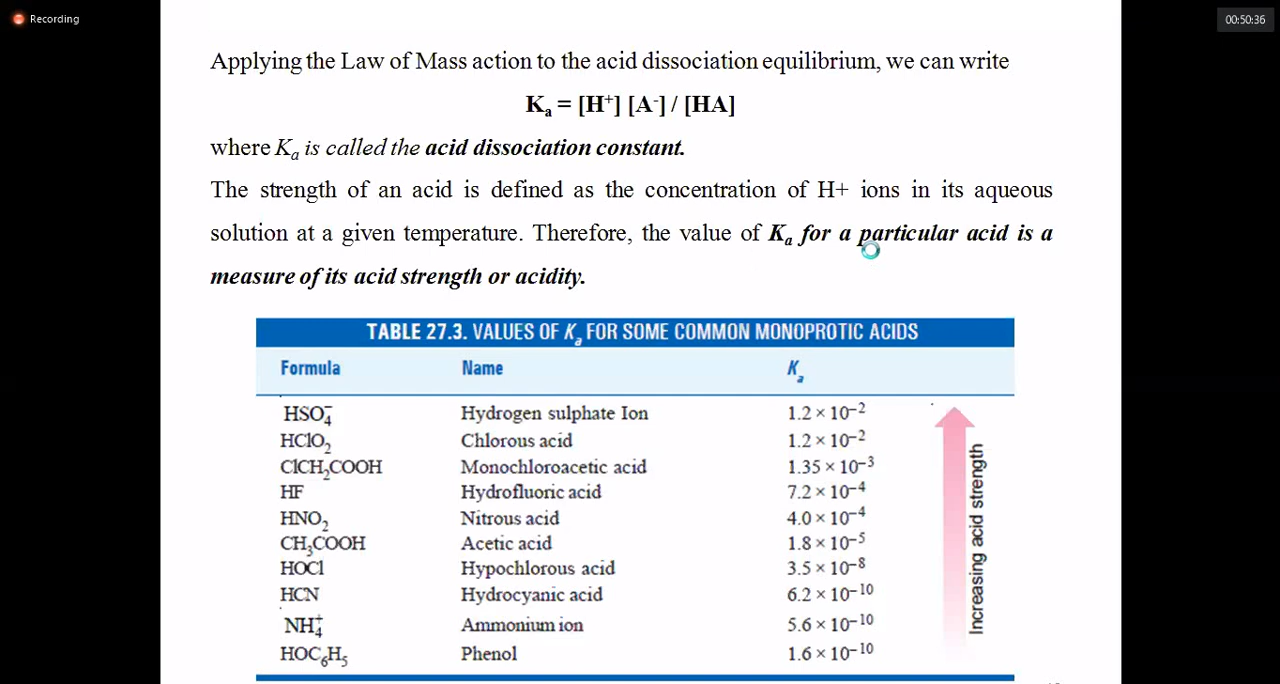 Recording
00:50:36
Applying the Law of Mass action to the acid dissociation equilibrium, we can write
Kₐ = [H⁺] [A⁻] / [HA]
where Kₐ is called the acid dissociation constant.
The strength of an acid is defined as the concentration of H+ ions in its aqueous
solution at a given temperature. Therefore, the value of Kₐ for a particular acid is a
measure of its acid strength or acidity.
TABLE 27.3. VALUES OF Kₐ FOR SOME COMMON MONOPROTIC ACIDS
Formula Name Kₐ
HSO₄⁻ Hydrogen sulphate Ion 1.2 × 10⁻²
HClO₂ Chlorous acid 1.2 × 10⁻²
ClCH₂COOH Monochloroacetic acid 1.35 × 10⁻³
HF Hydrofluoric acid 7.2 × 10⁻⁴
HNO₂ Nitrous acid 4.0 × 10⁻⁴
CH₃COOH Acetic acid 1.8 × 10⁻⁵
HOCl Hypochlorous acid 3.5 × 10⁻⁸
HCN Hydrocyanic acid 6.2 × 10⁻¹⁰
NH₄⁺ Ammonium ion 5.6 × 10⁻¹⁰
HOC₆H₅ Phenol 1.6 × 10⁻¹⁰
Increasing acid strength